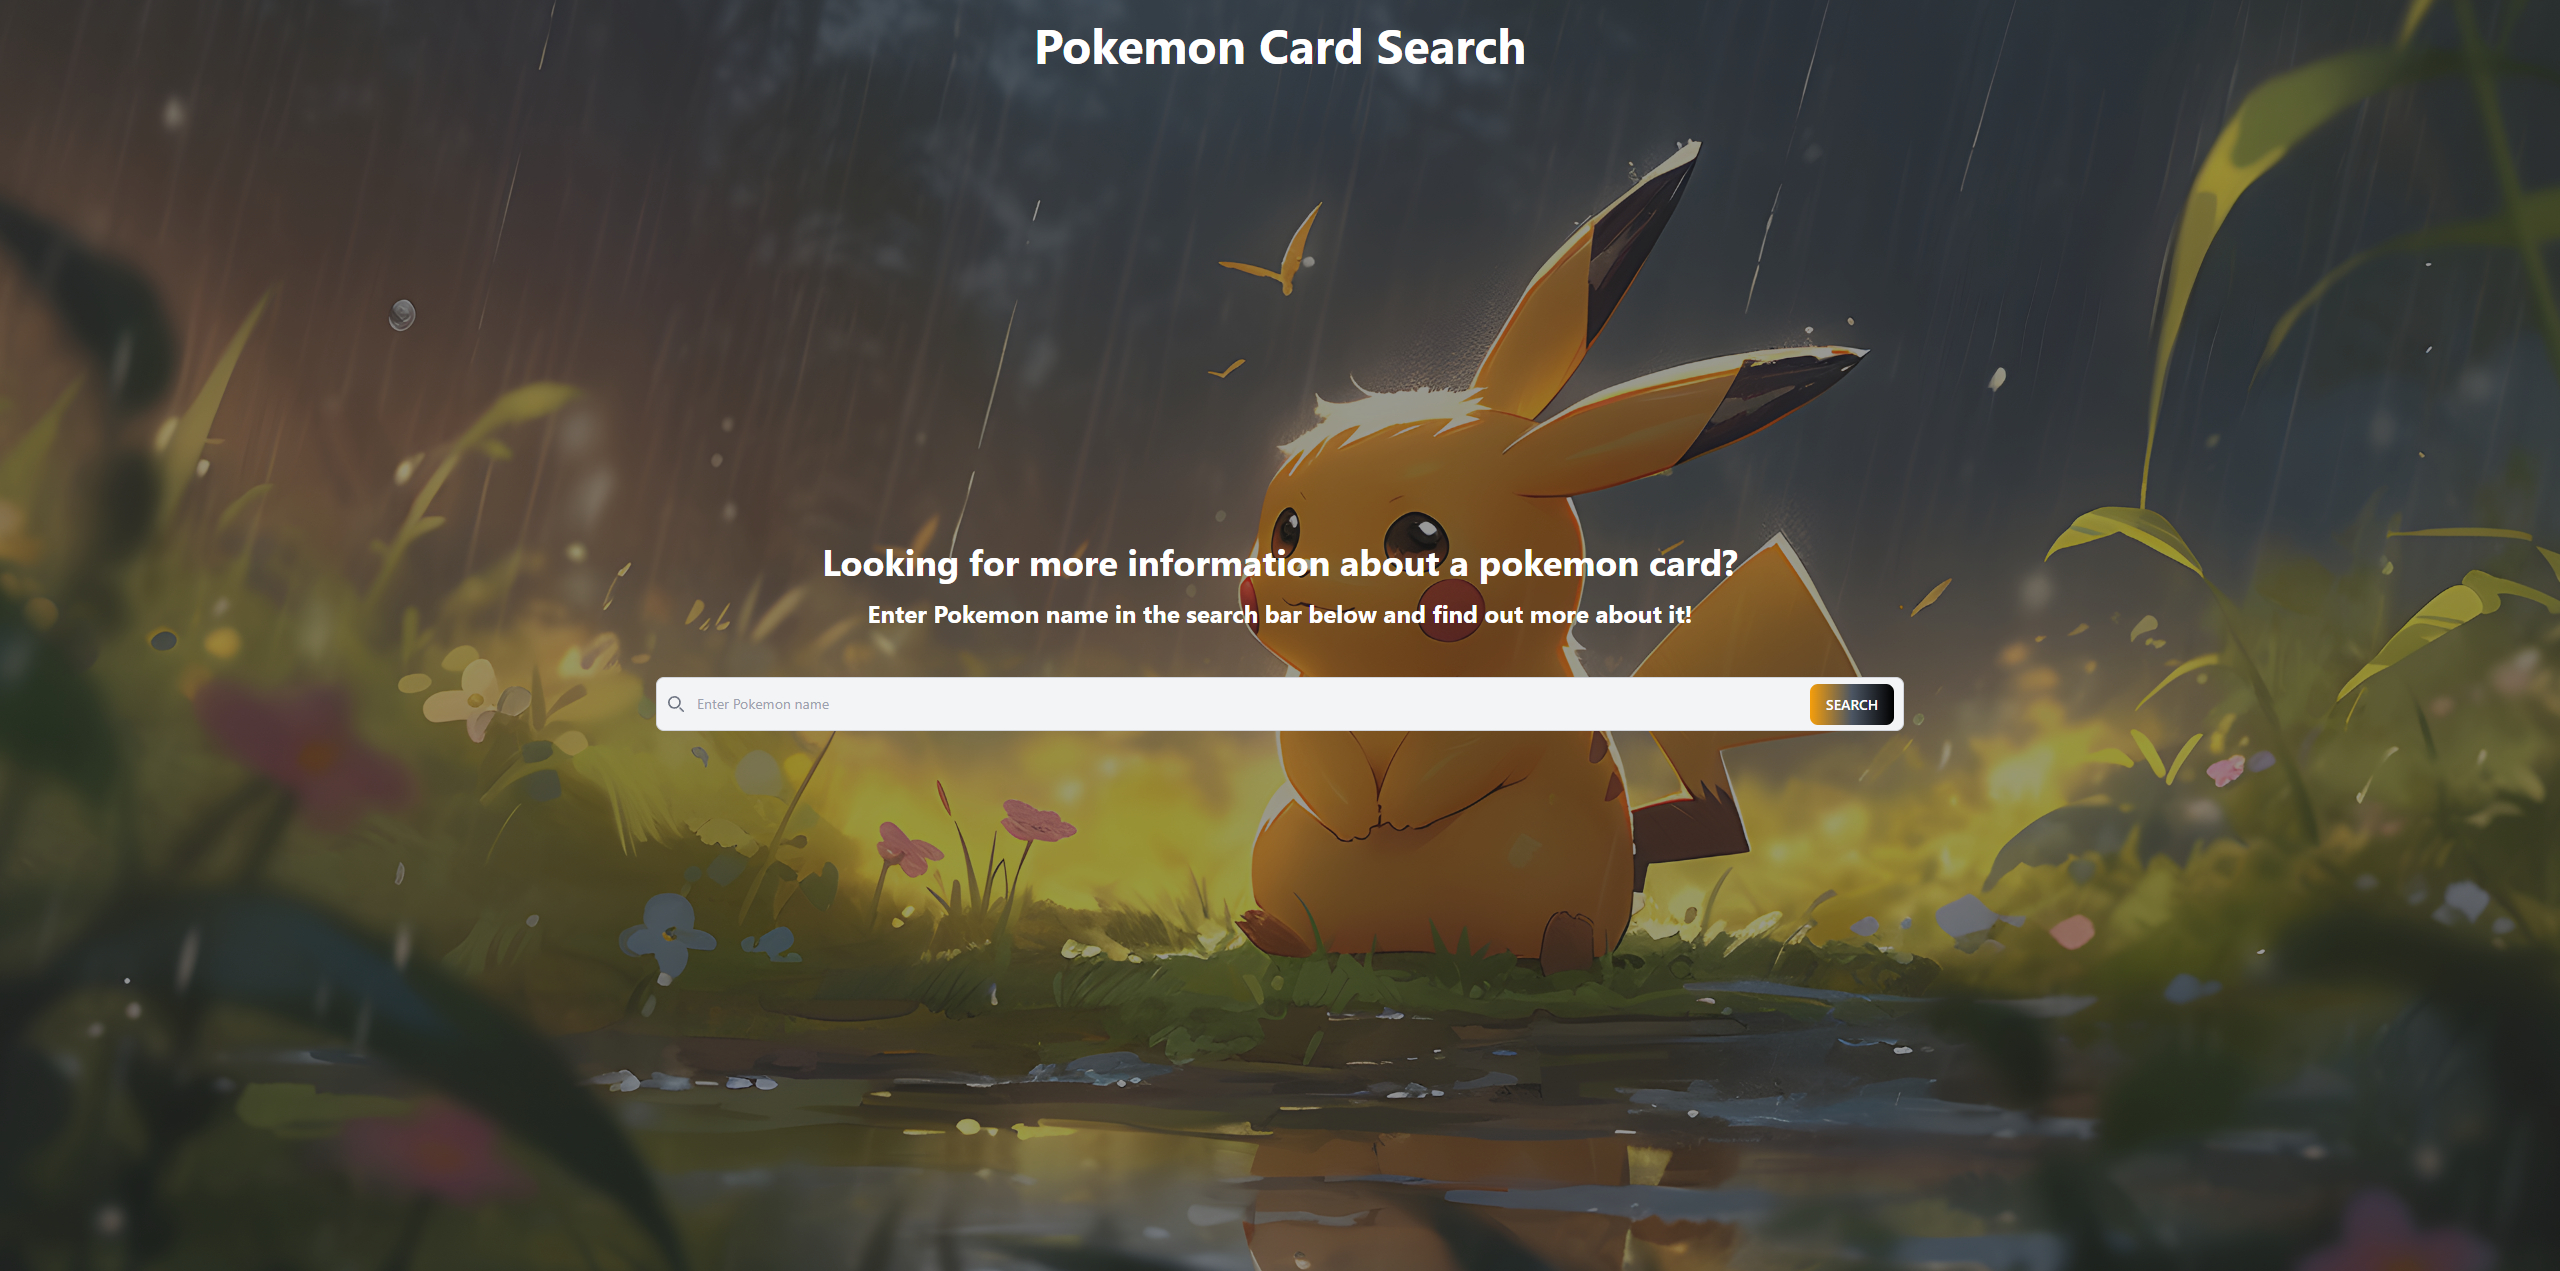 Pokemon Card Search
Looking for more information about a pokemon card?
Enter Pokemon name in the search bar below and find out more about it!
Enter Pokemon name
SEARCH